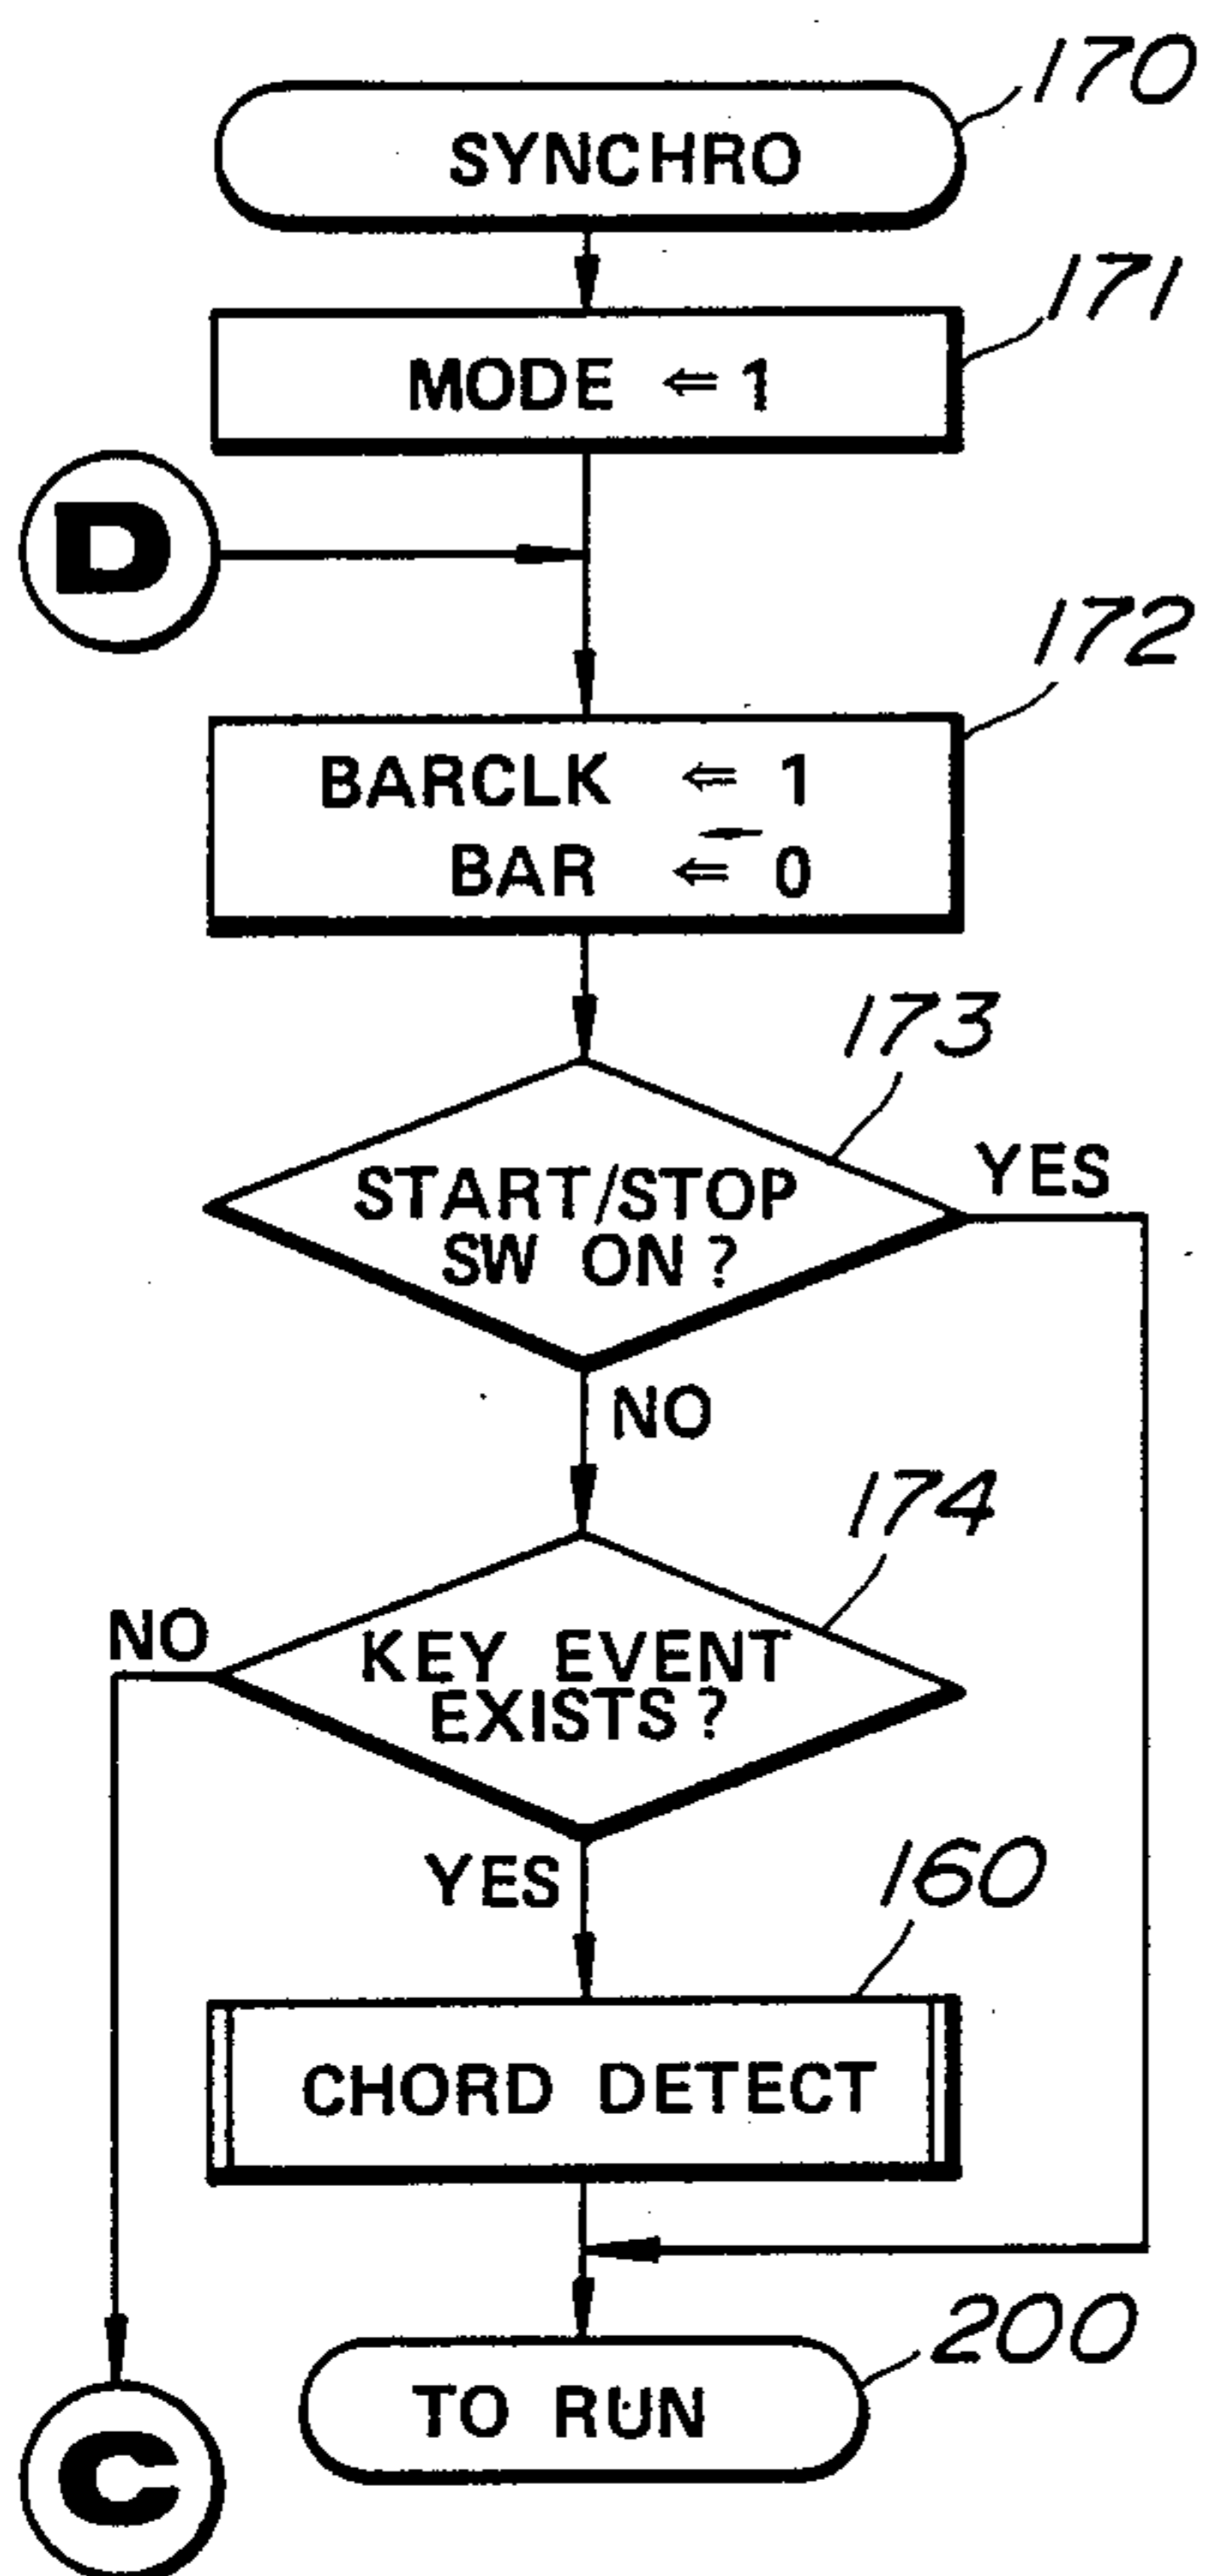 170
SYNCHRO
171
MODE ⇐ 1
D
172
BARCLK ⇐ 1
BAR ⇐ 0
173
START/STOP
SW ON ?
YES
NO
174
NO
KEY EVENT
EXISTS ?
YES
160
CHORD DETECT
200
TO RUN
C